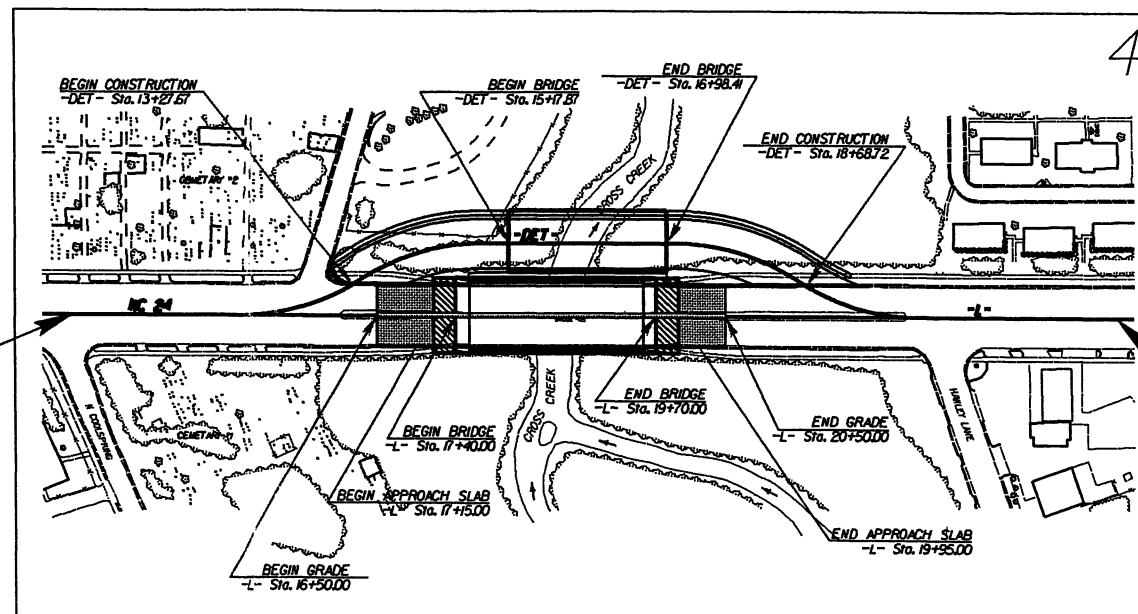 4
BEGIN CONSTRUCTION
-DET- Sta. 13+27.67
BEGIN BRIDGE
-DET- Sta. 15+17.87
END BRIDGE
-DET- Sta. 16+98.41
END CONSTRUCTION
-DET- Sta. 18+68.72
CEMETARY #2
CROSS CREEK
-DET-
NC 24
-L-
CROSS CREEK
END BRIDGE
-L- Sta. 19+70.00
BEGIN BRIDGE
-L- Sta. 17+40.00
END GRADE
-L- Sta. 20+50.00
HAWLEY LANE
N COOLSPRING
CEMETARY
BEGIN APPROACH SLAB
-L- Sta. 17+15.00
END APPROACH SLAB
-L- Sta. 19+95.00
BEGIN GRADE
-L- Sta. 16+50.00